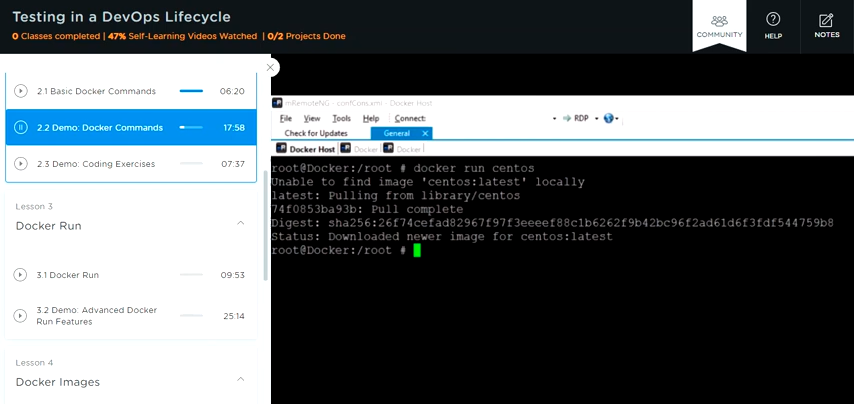 Testing in a DevOps Lifecycle
0 Classes completed | 47% Self-Learning Videos Watched | 0/2 Projects Done
COMMUNITY
HELP
NOTES
2.1 Basic Docker Commands 06:20
2.2 Demo: Docker Commands 17:58
2.3 Demo: Coding Exercises 07:37
Lesson 3
Docker Run
3.1 Docker Run 09:53
3.2 Demo: Advanced Docker
Run Features 25:14
Lesson 4
Docker Images
mRemoteNG - confCons.xml - Docker Host
File View Tools Help Connect: RDP
Check for Updates General X
Docker Host Docker Docker
root@Docker:/root # docker run centos
Unable to find image 'centos:latest' locally
latest: Pulling from library/centos
74f0853ba93b: Pull complete
Digest: sha256:26f74cefad82967f97f3eeeef88c1b6262f9b42bc96f2ad61d6f3fdf544759b8
Status: Downloaded newer image for centos:latest
root@Docker:/root #